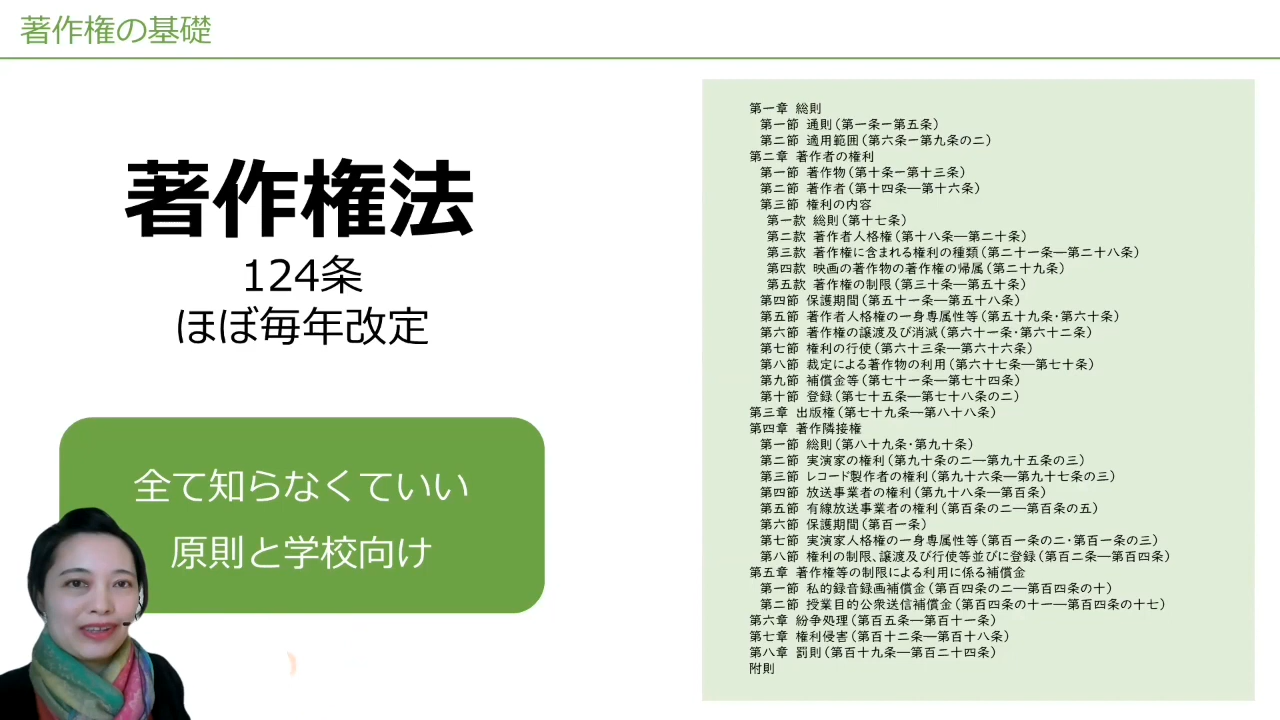 著作権の基礎
著作権法
124条
ほぼ毎年改定
全て知らなくていい
原則と学校向け
第一章 総則
第一節 通則(第一条ー第五条)
第二節 適用範囲(第六条ー第九条の二)
第二章 著作者の権利
第一節 著作物(第十条ー第十三条)
第二節 著作者(第十四条―第十六条)
第三節 権利の内容
第一款 総則(第十七条)
第二款 著作者人格権(第十八条―第二十条)
第三款 著作権に含まれる権利の種類(第二十一条―第二十八条)
第四款 映画の著作物の著作権の帰属(第二十九条)
第五款 著作権の制限(第三十条―第五十条)
第四節 保護期間(第五十一条―第五十八条)
第五節 著作者人格権の一身専属性等(第五十九条・第六十条)
第六節 著作権の譲渡及び消滅(第六十一条・第六十二条)
第七節 権利の行使(第六十三条―第六十六条)
第八節 裁定による著作物の利用(第六十七条―第七十条)
第九節 補償金等(第七十一条―第七十四条)
第十節 登録(第七十五条―第七十八条の二)
第三章 出版権(第七十九条―第八十八条)
第四章 著作隣接権
第一節 総則(第八十九条・第九十条)
第二節 実演家の権利(第九十条の二―第九十五条の三)
第三節 レコード製作者の権利(第九十六条―第九十七条の三)
第四節 放送事業者の権利(第九十八条―第百条)
第五節 有線放送事業者の権利(第百条の二―第百条の五)
第六節 保護期間(第百一条)
第七節 実演家人格権の一身専属性等(第百一条の二・第百一条の三)
第八節 権利の制限、譲渡及び行使等並びに登録(第百二条―第百四条)
第五章 著作権等の制限による利用に係る補償金
第一節 私的録音録画補償金(第百四条の二―第百四条の十)
第二節 授業目的公衆送信補償金(第百四条の十一―第百四条の十七)
第六章 紛争処理(第百五条―第百十一条)
第七章 権利侵害(第百十二条―第百十八条)
第八章 罰則(第百十九条―第百二十四条)
附則